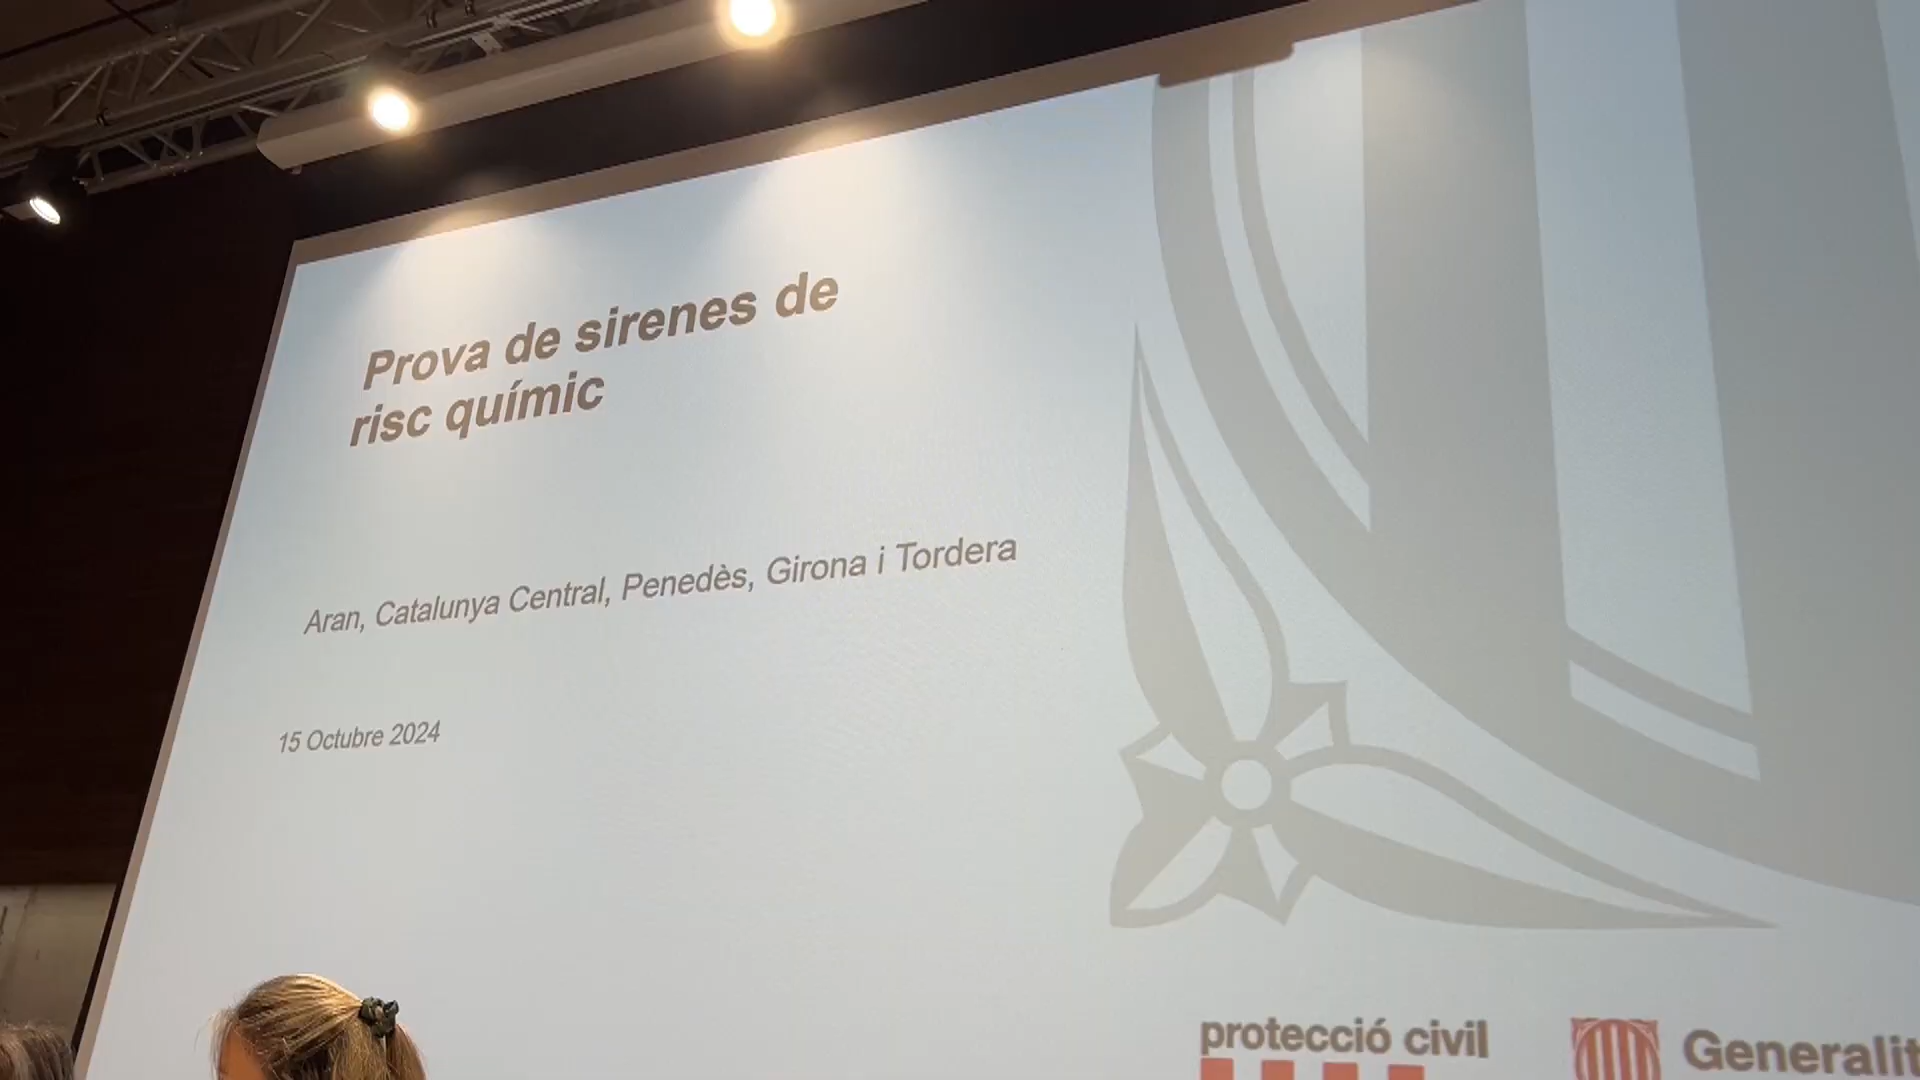 Prova de sirenes de
risc químic
Aran, Catalunya Central, Penedès, Girona i Tordera
15 Octubre 2024
protecció civil